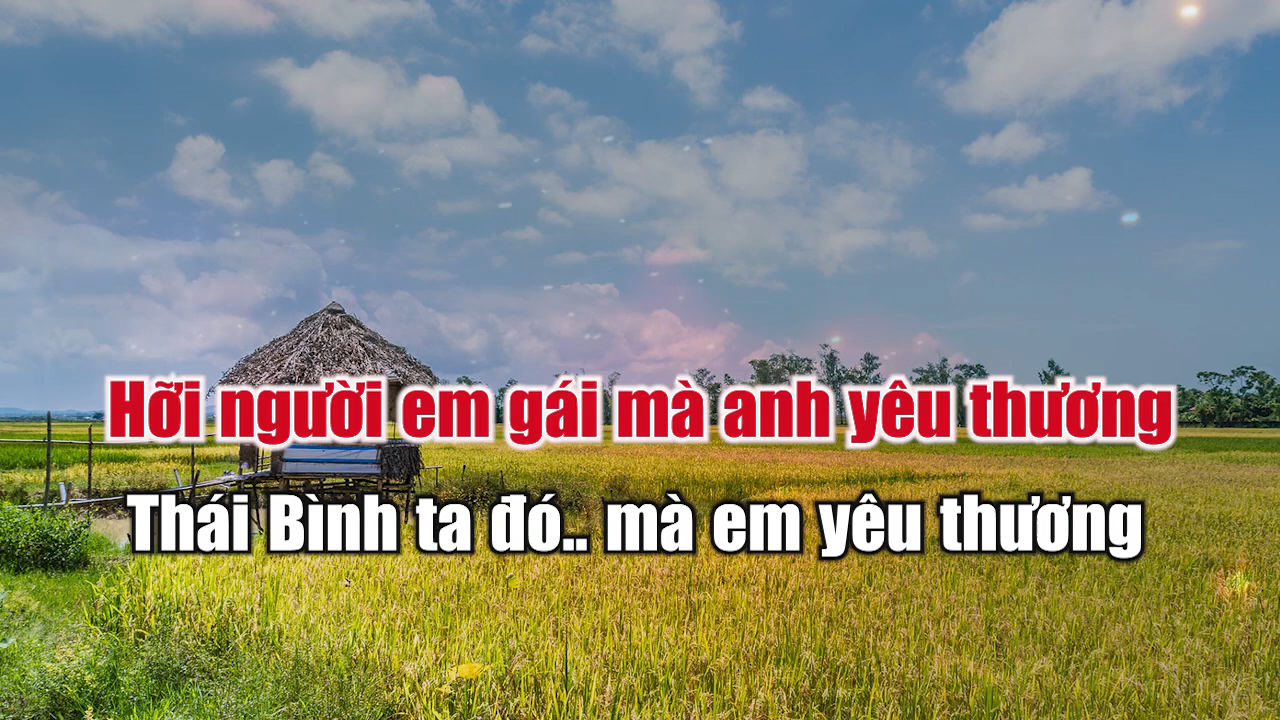 Hỡi người em gái mà anh yêu thương
Thái Bình ta đó.. mà em yêu thương